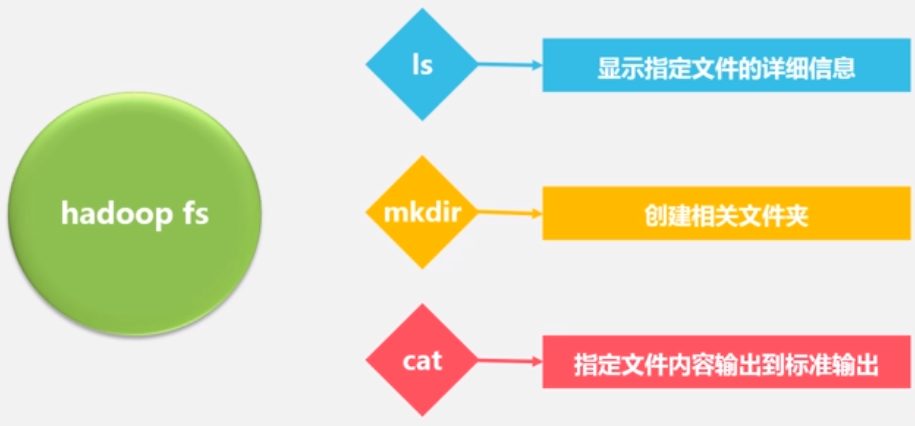 hadoop fs
ls
显示指定文件的详细信息
mkdir
创建相关文件夹
cat
指定文件内容输出到标准输出